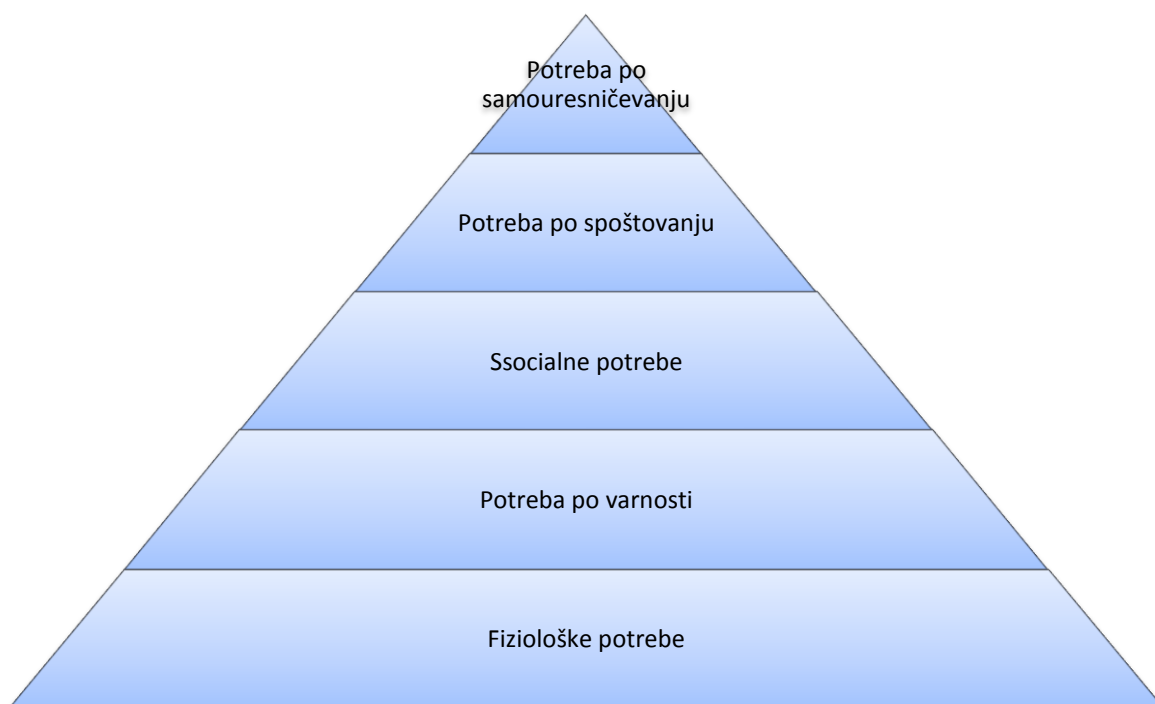 Potreba po
samouresničevanju
Potreba po spoštovanju
Ssocialne potrebe
Potreba po varnosti
Fiziološke potrebe